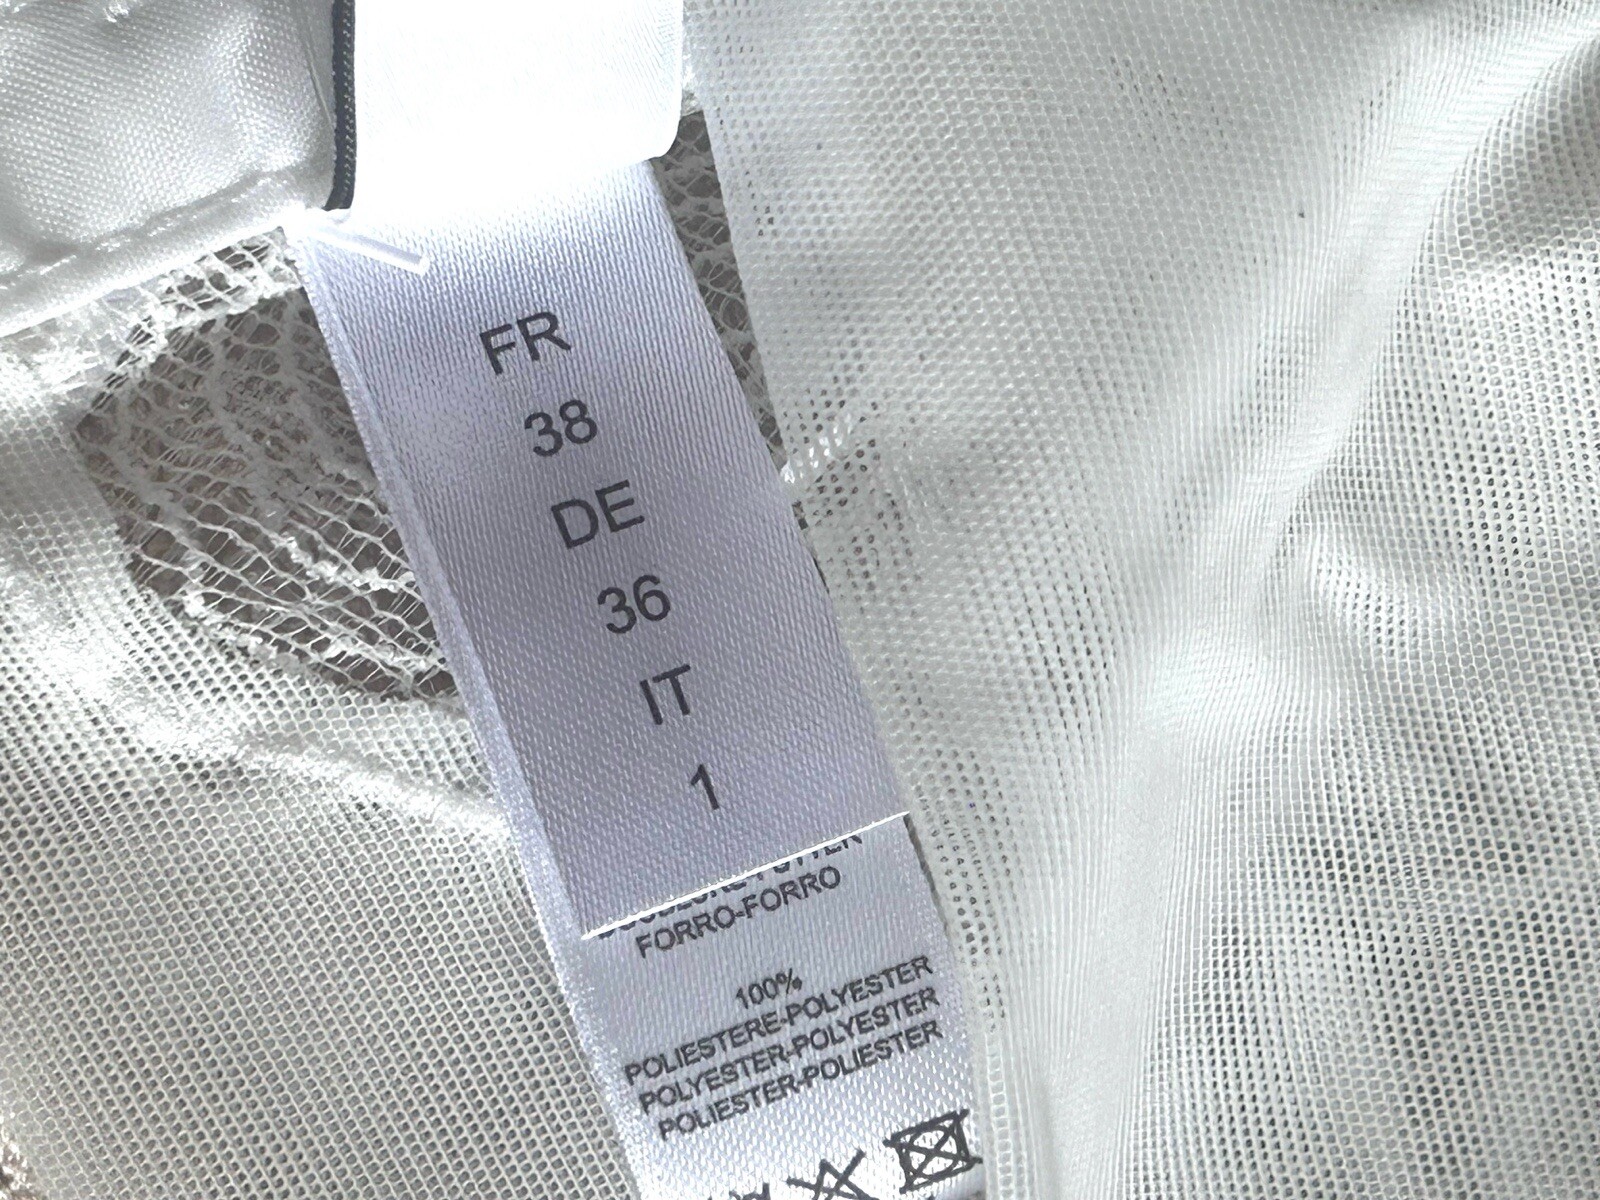 FR
38
DE
36
IT
1
FORRO-FORRO
100%
POLIESTERE-POLYESTER
POLYESTER-POLYESTER
POLIESTER-POLIESTER